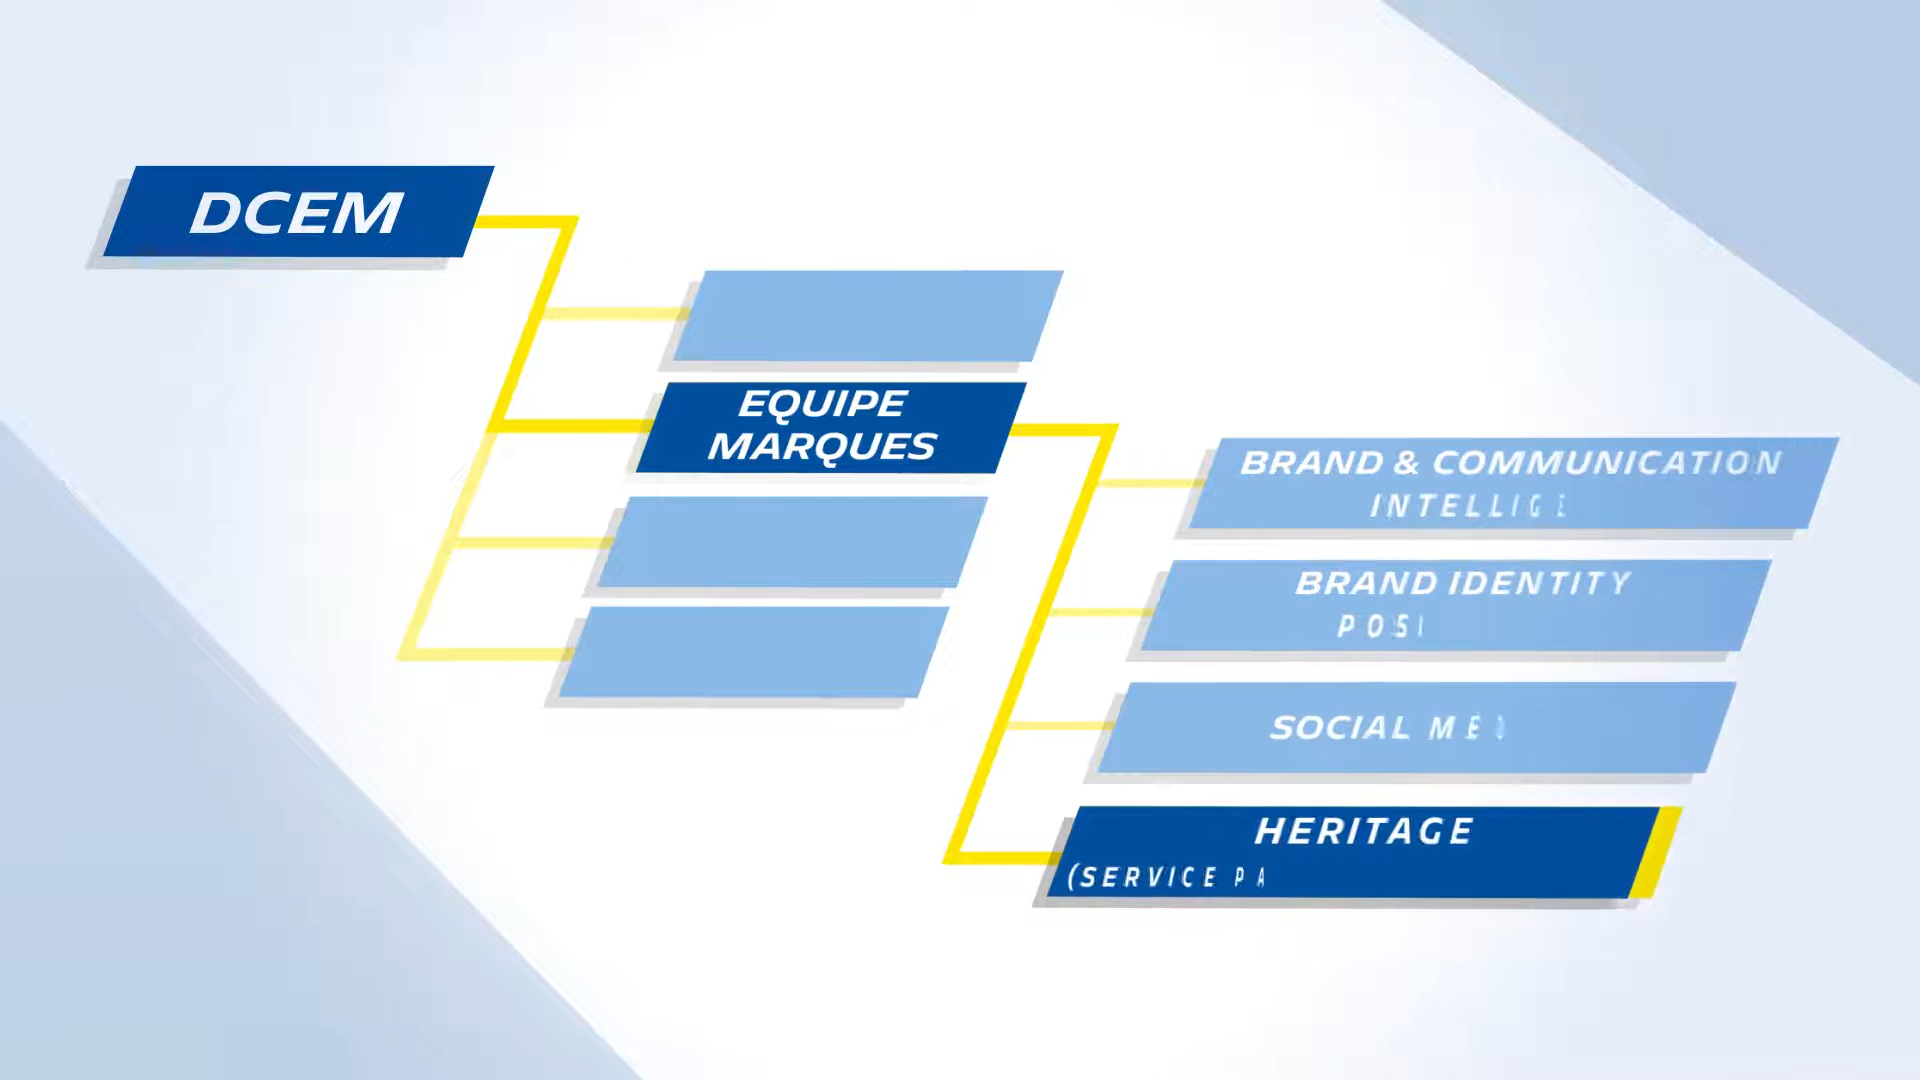 DCEM
EQUIPE
MARQUES
BRAND & COMMUNICATION
BRAND IDENTITY
SOCIAL
HERITAGE
(SERVICE